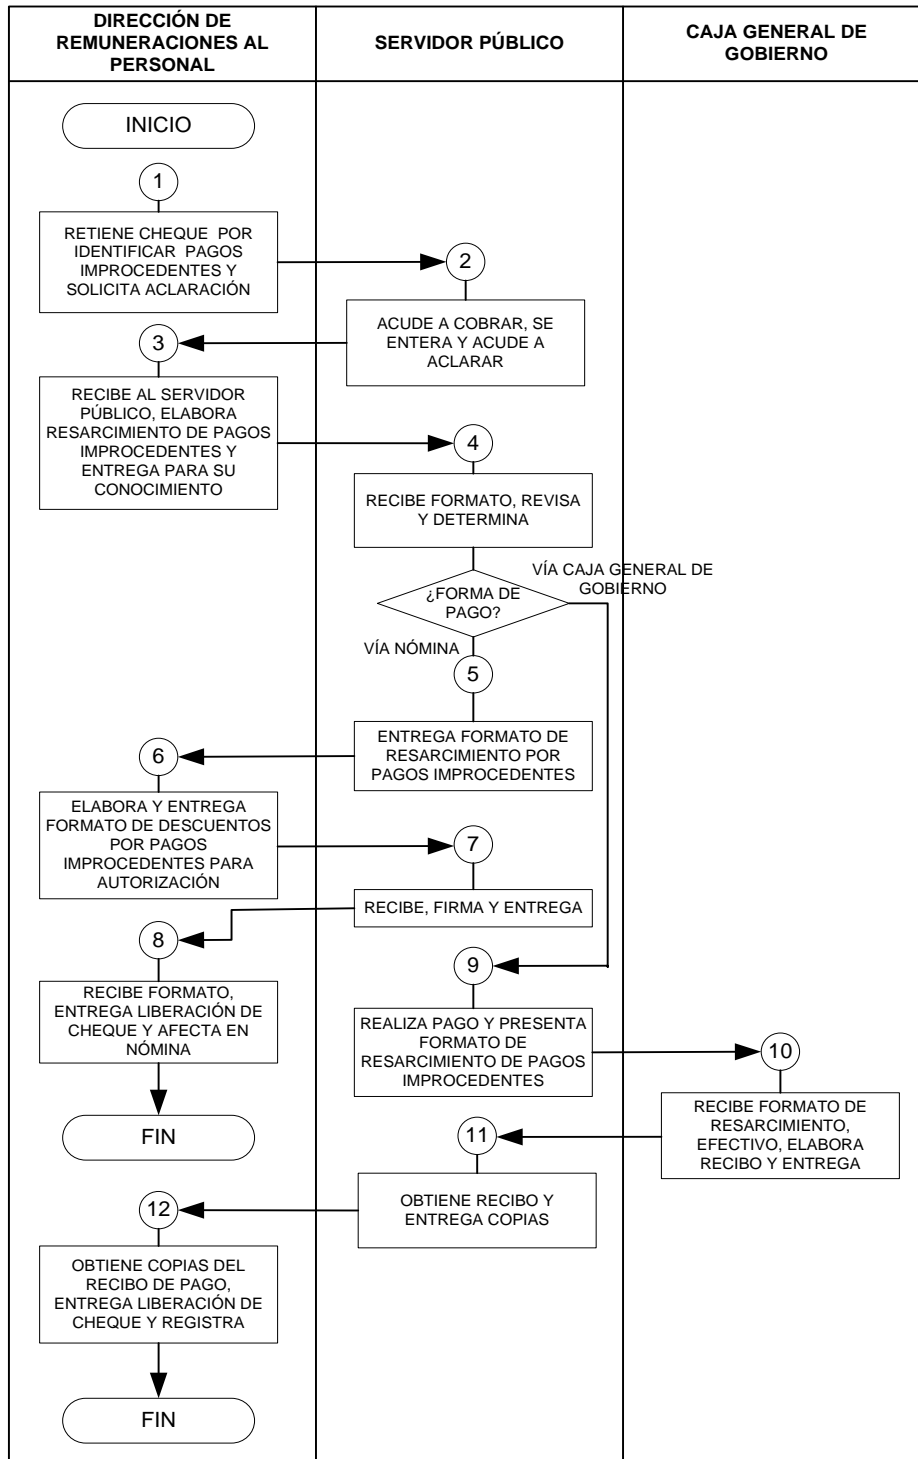 DIRECCIÓN DE
REMUNERACIONES AL
PERSONAL
SERVIDOR PÚBLICO
CAJA GENERAL DE
GOBIERNO
INICIO
1
RETIENE CHEQUE POR
IDENTIFICAR PAGOS
IMPROCEDENTES Y
SOLICITA ACLARACIÓN
2
ACUDE A COBRAR, SE
ENTERA Y ACUDE A
ACLARAR
3
RECIBE AL SERVIDOR
PÚBLICO, ELABORA
RESARCIMIENTO DE PAGOS
IMPROCEDENTES Y
ENTREGA PARA SU
CONOCIMIENTO
4
RECIBE FORMATO, REVISA
Y DETERMINA
¿FORMA DE
PAGO?
VÍA CAJA GENERAL DE
GOBIERNO
VÍA NÓMINA
5
ENTREGA FORMATO DE
RESARCIMIENTO POR
PAGOS IMPROCEDENTES
6
ELABORA Y ENTREGA
FORMATO DE DESCUENTOS
POR PAGOS
IMPROCEDENTES PARA
AUTORIZACIÓN
7
RECIBE, FIRMA Y ENTREGA
8
RECIBE FORMATO,
ENTREGA LIBERACIÓN DE
CHEQUE Y AFECTA EN
NÓMINA
FIN
9
REALIZA PAGO Y PRESENTA
FORMATO DE
RESARCIMIENTO DE PAGOS
IMPROCEDENTES
10
RECIBE FORMATO DE
RESARCIMIENTO,
EFECTIVO, ELABORA
RECIBO Y ENTREGA
11
OBTIENE RECIBO Y
ENTREGA COPIAS
12
OBTIENE COPIAS DEL
RECIBO DE PAGO,
ENTREGA LIBERACIÓN DE
CHEQUE Y REGISTRA
FIN